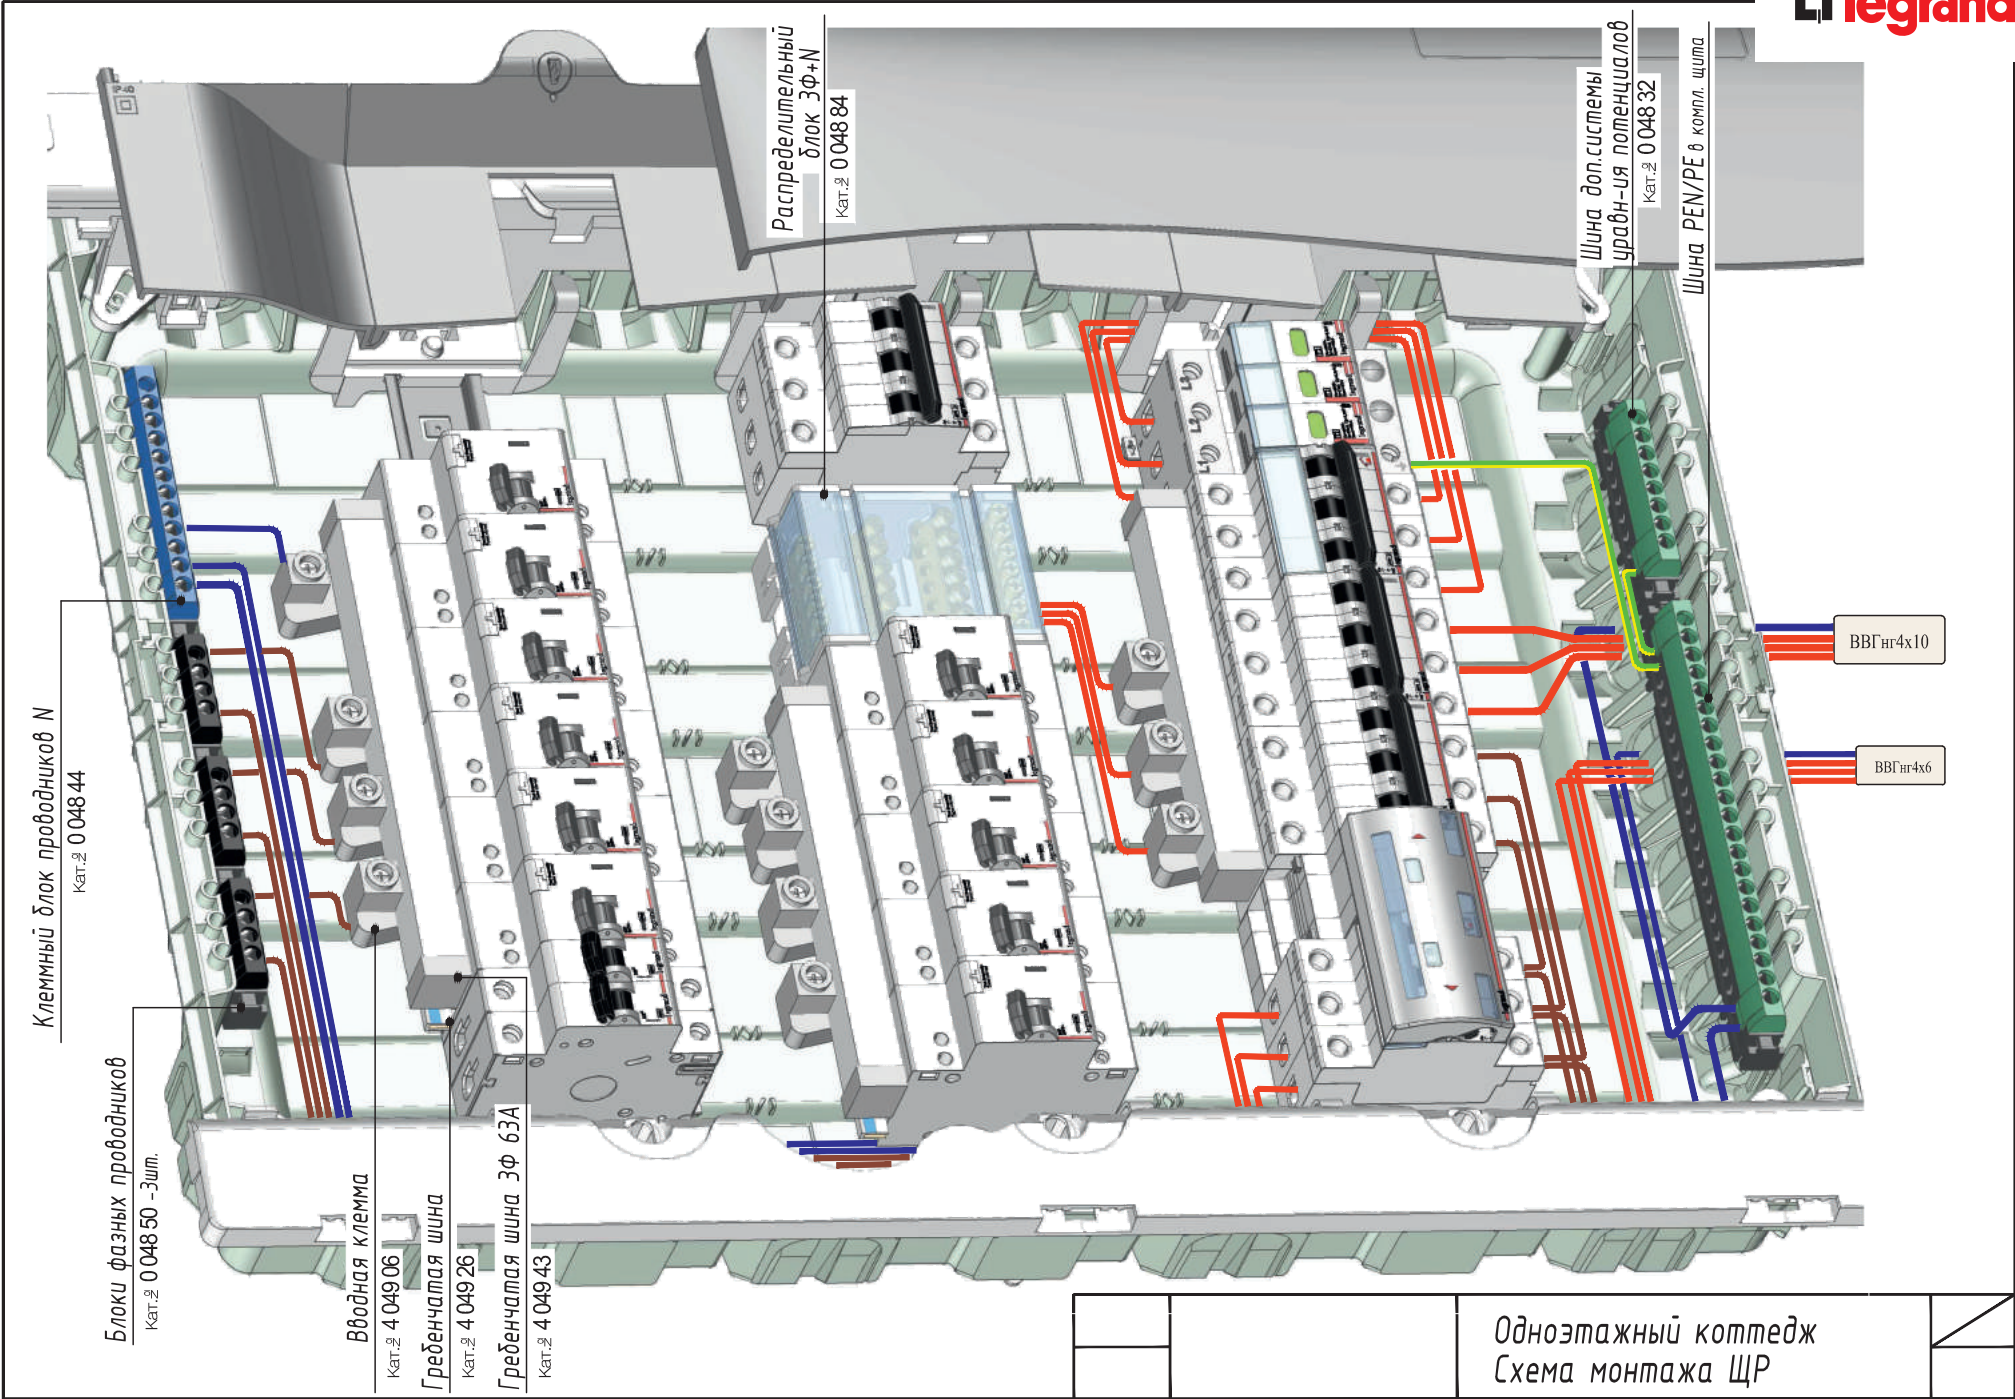 legrand
Распределительный
блок 3Ф+N
Кат.№ 0 048 84
Шина доп.системы
уравн-ия потенциалов
Кат.№ 0 048 32
Шина PEN/PE в компл. щита
Клеммный блок проводников N
Кат.№ 0 048 44
Блоки фазных проводников
Кат.№ 0 048 50 -3шт.
Вводная клемма
Кат.№ 4 049 06
Гребенчатая шина
Кат.№ 4 049 26
Гребенчатая шина 3Ф 63А
Кат.№ 4 049 43
L1
L2
L3
ВВГнг4х10
ВВГнг4х6
Одноэтажный коттедж
Схема монтажа ЩР